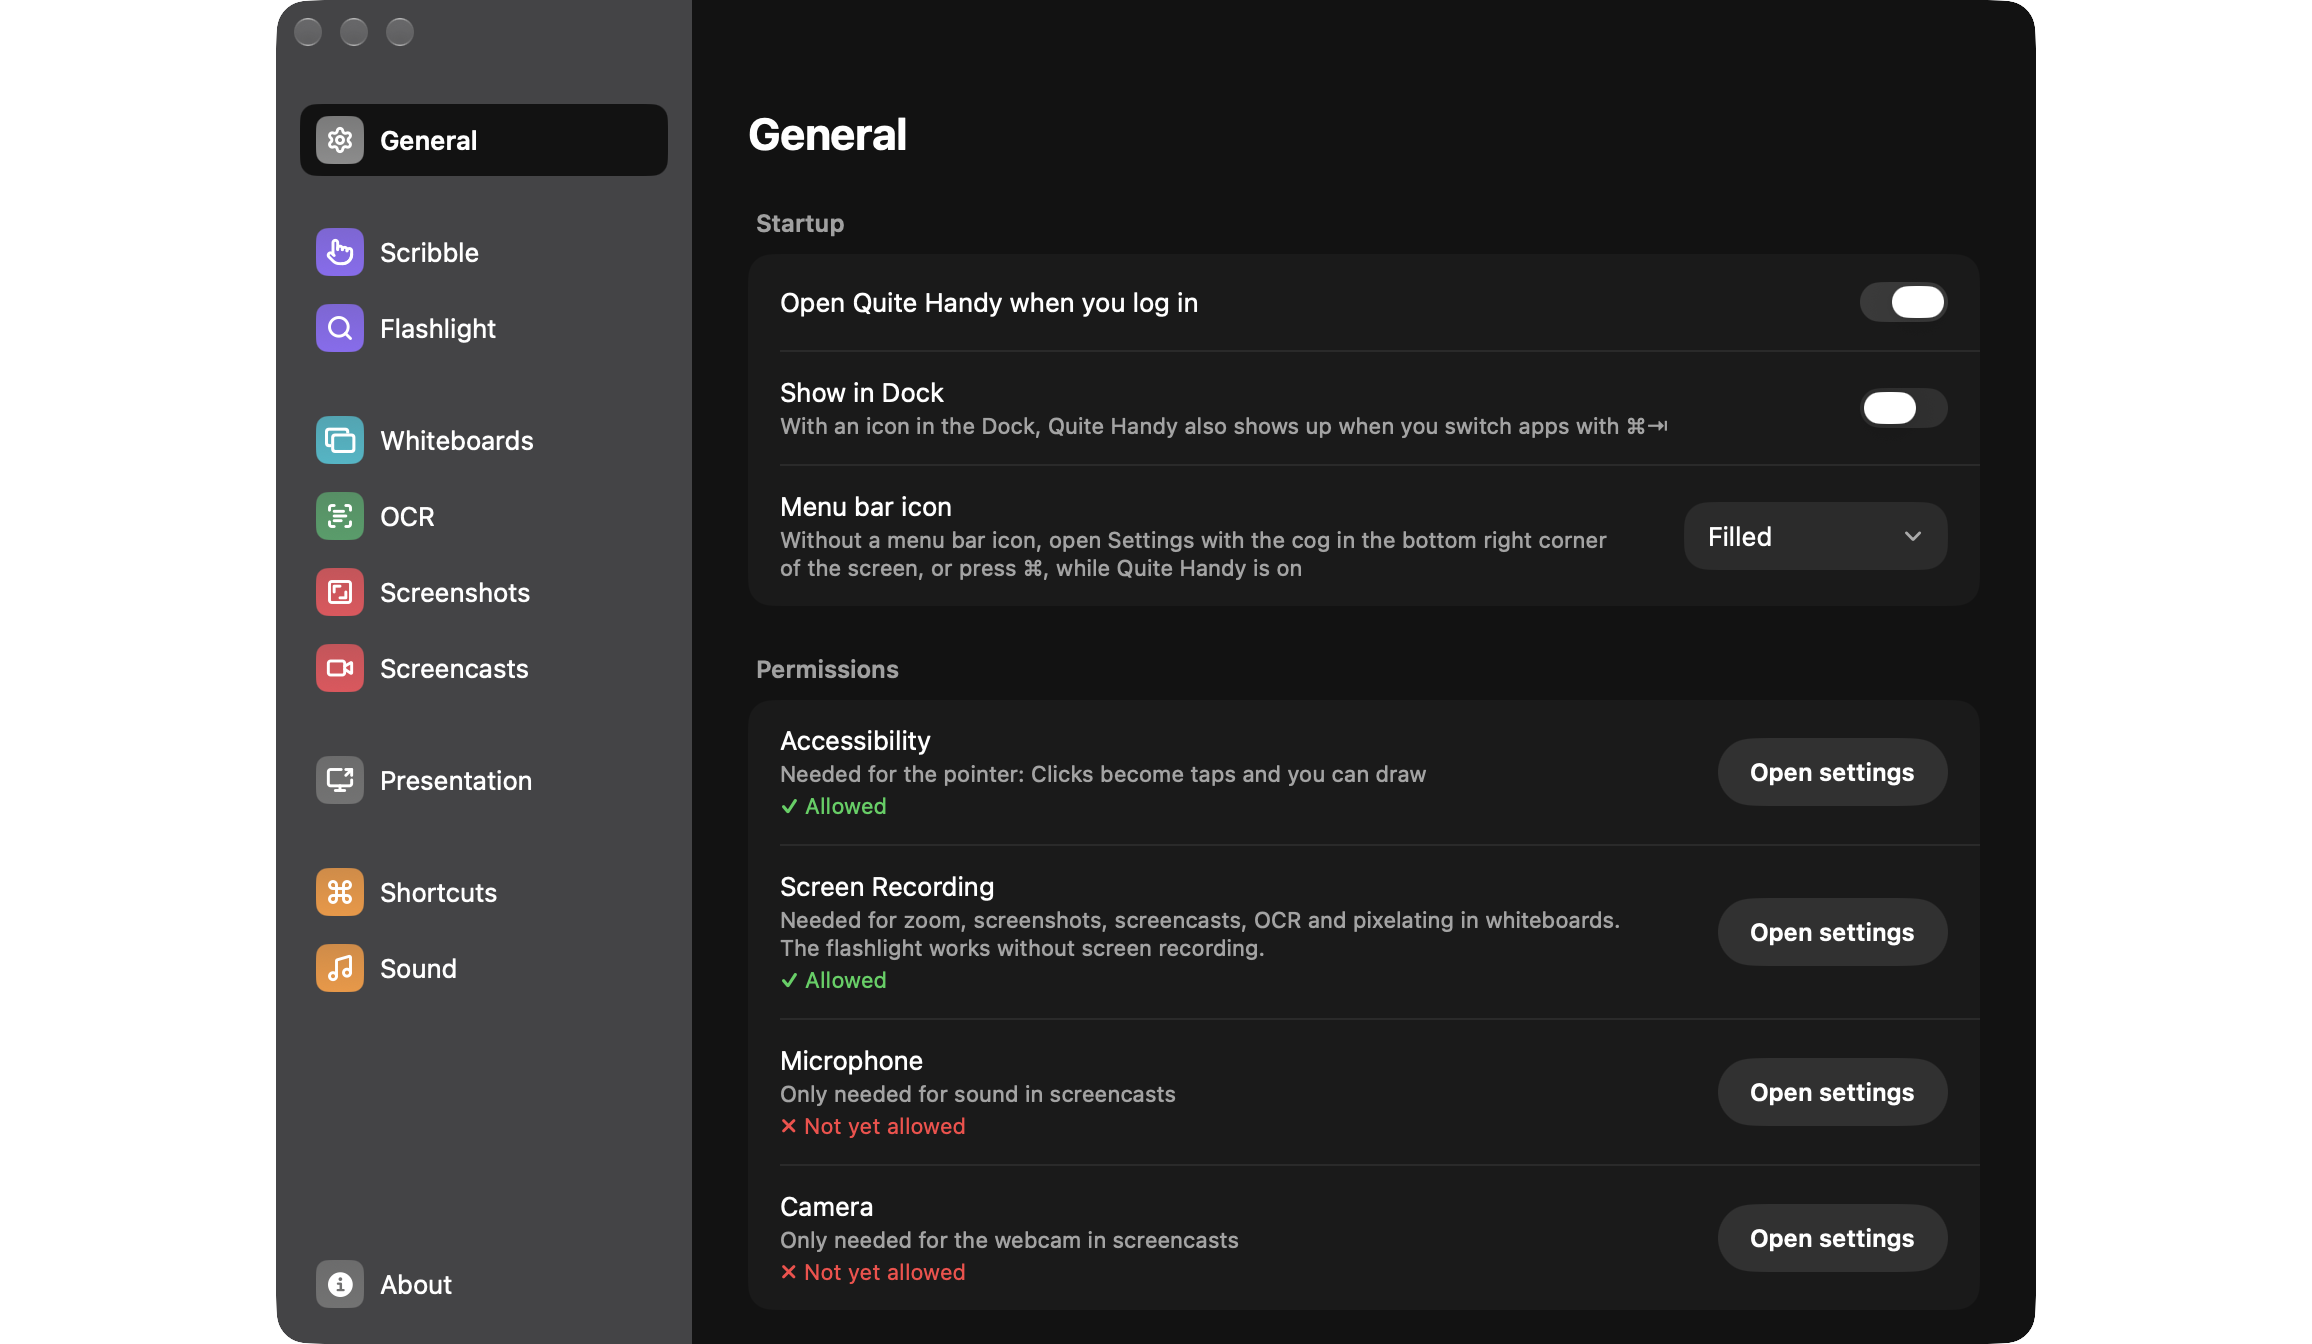 General
Scribble
Flashlight
Whiteboards
OCR
Screenshots
Screencasts
Presentation
Shortcuts
Sound
About
General
Startup
Open Quite Handy when you log in
Show in Dock
With an icon in the Dock, Quite Handy also shows up when you switch apps with ⌘⇥
Menu bar icon
Without a menu bar icon, open Settings with the cog in the bottom right corner
of the screen, or press ⌘, while Quite Handy is on
Filled
Permissions
Accessibility
Needed for the pointer: Clicks become taps and you can draw
✓ Allowed
Open settings
Screen Recording
Needed for zoom, screenshots, screencasts, OCR and pixelating in whiteboards.
The flashlight works without screen recording.
✓ Allowed
Open settings
Microphone
Only needed for sound in screencasts
✕ Not yet allowed
Open settings
Camera
Only needed for the webcam in screencasts
✕ Not yet allowed
Open settings